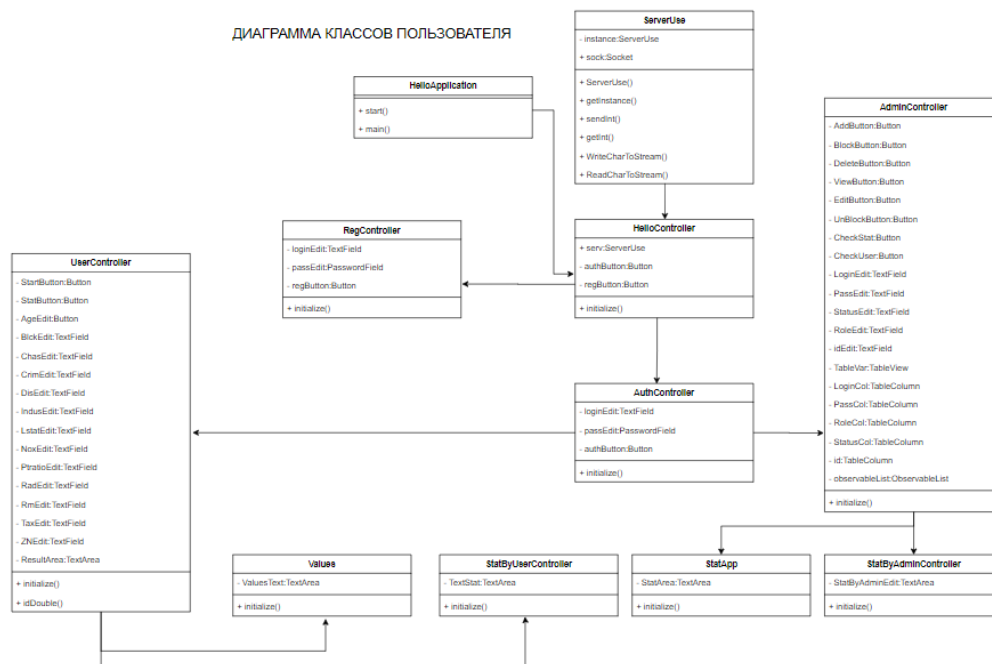 ДИАГРАММА КЛАССОВ ПОЛЬЗОВАТЕЛЯ
ServerUse
- instance:ServerUse
+ sock:Socket
+ ServerUse()
+ getInstance()
+ sendInt()
+ getInt()
+ WriteCharToStream()
+ ReadCharToStream()
HelloApplication
+ start()
+ main()
AdminController
- AddButton:Button
- BlockButton:Button
- DeleteButton:Button
- ViewButton:Button
- EditButton:Button
- UnBlockButton:Button
- CheckStat:Button
- CheckUser:Button
- LoginEdit:TextField
- PassEdit:TextField
- StatusEdit:TextField
- RoleEdit:TextField
- idEdit:TextField
- TableVar:TableView
- LoginCol:TableColumn
- PassCol:TableColumn
- RoleCol:TableColumn
- StatusCol:TableColumn
- id:TableColumn
- observableList:ObservableList
+ initialize()
RegController
- loginEdit:TextField
- passEdit:PasswordField
- regButton:Button
+ initialize()
HelloController
+ serv:ServerUse
- authButton:Button
- regButton:Button
+ initialize()
UserController
- StartButton:Button
- StatButton:Button
- AgeEdit:Button
- BlckEdit:TextField
- ChasEdit:TextField
- CrimEdit:TextField
- DisEdit:TextField
- IndusEdit:TextField
- LstatEdit:TextField
- NoxEdit:TextField
- PtratioEdit:TextField
- RadEdit:TextField
- RmEdit:TextField
- TaxEdit:TextField
- ZNEdit:TextField
- ResultArea:TextArea
+ initialize()
+ idDouble()
AuthController
- loginEdit:TextField
- passEdit:PasswordField
- authButton:Button
+ initialize()
Values
- ValuesText:TextArea
+ initialize()
StatByUserController
- TextStat:TextArea
+ initialize()
StatApp
- StatArea:TextArea
+ initialize()
StatByAdminController
- StatByAdminEdit:TextArea
+ initialize()